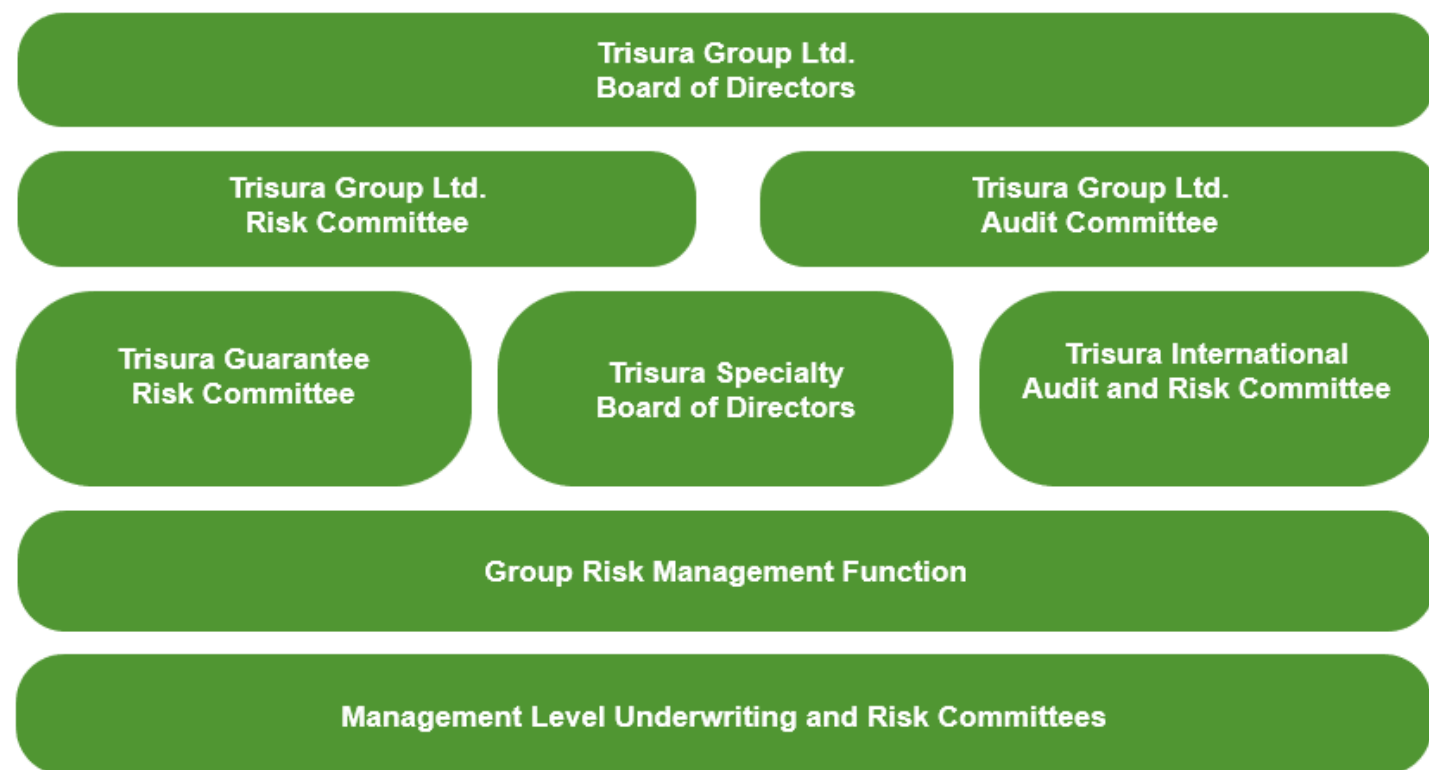 Trisura Group Ltd.
Board of Directors
Trisura Group Ltd.
Risk Committee
Trisura Group Ltd.
Audit Committee
Trisura Guarantee
Risk Committee
Trisura Specialty
Board of Directors
Trisura International
Audit and Risk Committee
Group Risk Management Function
Management Level Underwriting and Risk Committees